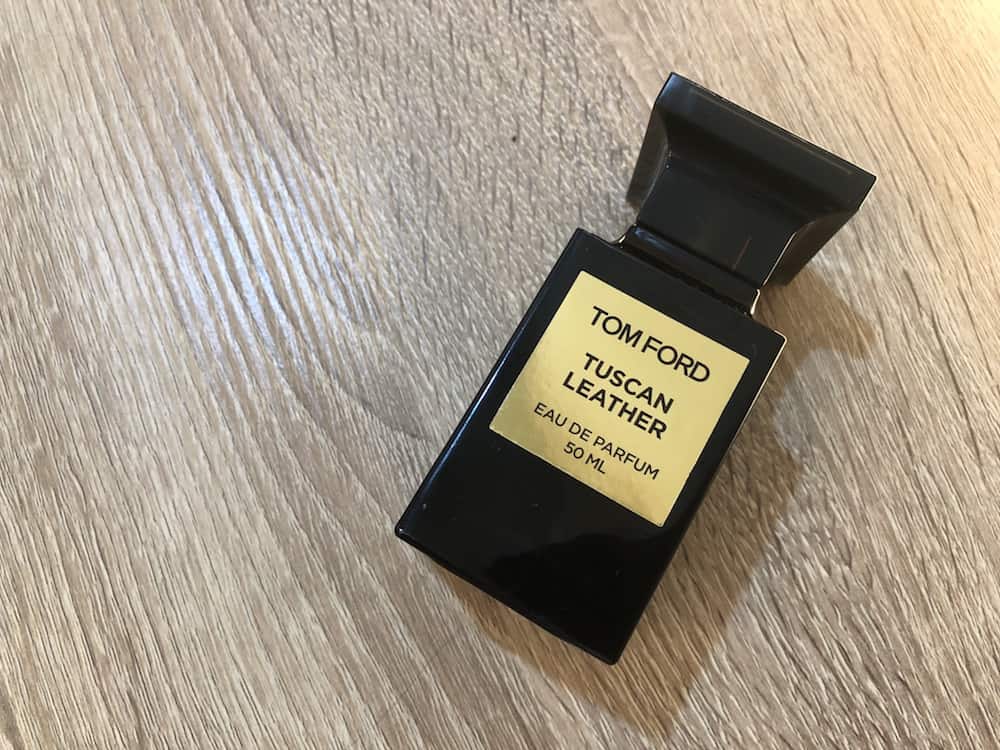 TOM FORD
TUSCAN
LEATHER
EAU DE PARFUM
50 ML